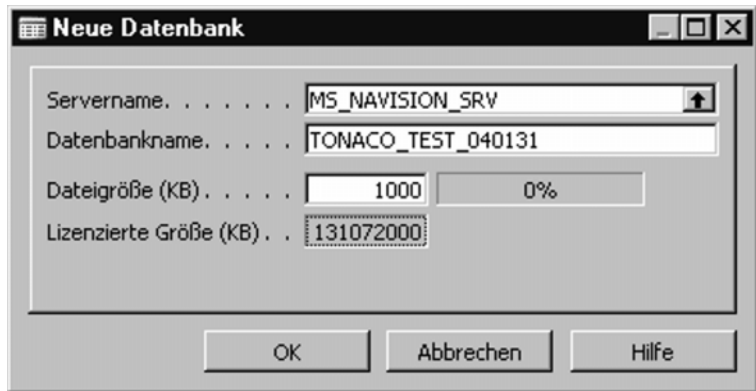 Neue Datenbank
Servername. . . . . . . MS_NAVISION_SRV
Datenbankname. . . . . TONACO_TEST_040131
Dateigröße (KB) . . . . . 1000 0%
Lizenzierte Größe (KB) . . 131072000
OK Abbrechen Hilfe